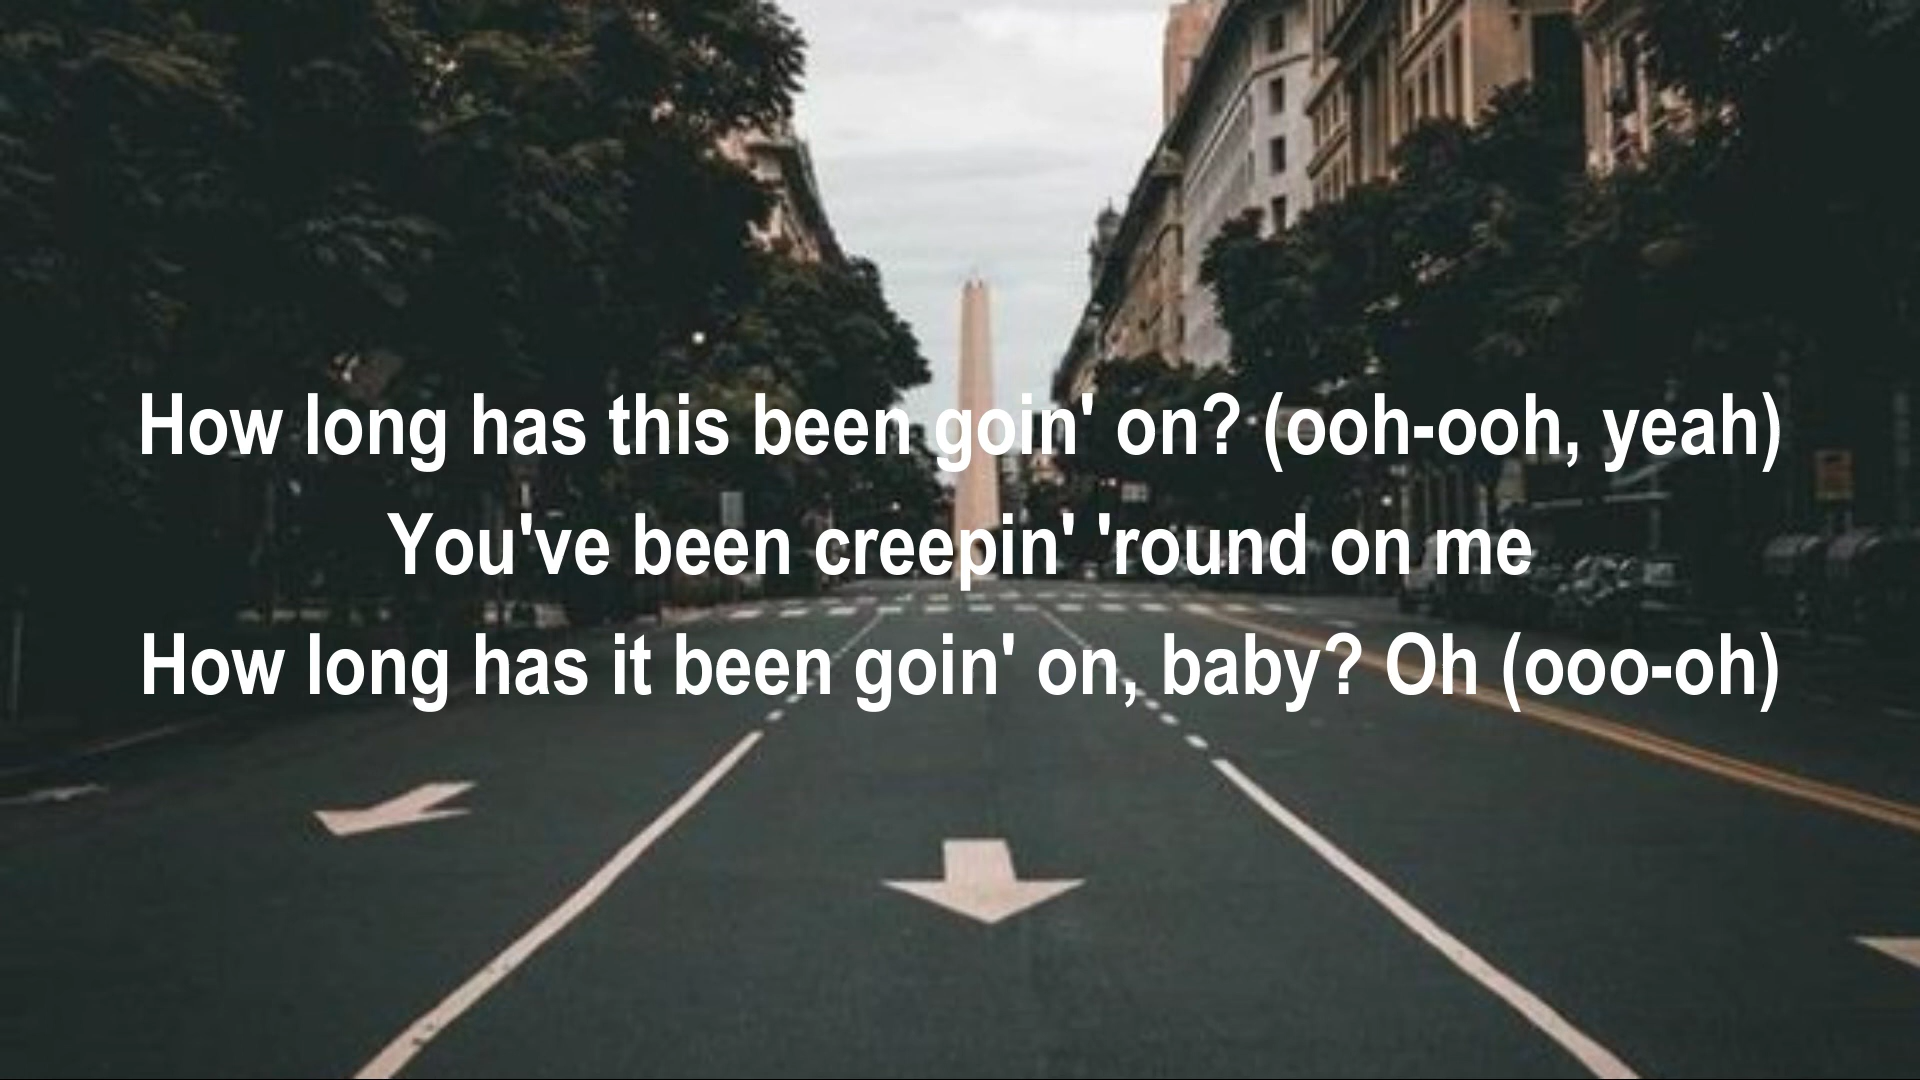 How long has this been goin' on? (ooh-ooh, yeah)
You've been creepin' 'round on me
How long has it been goin' on, baby? Oh (ooo-oh)